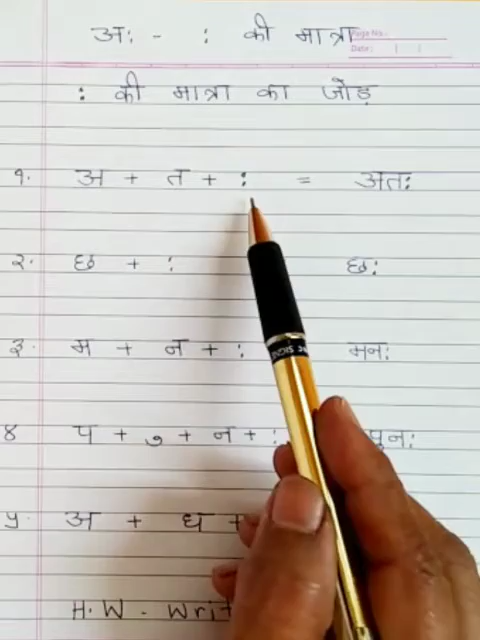 अः - : की मात्रा
Page No.
Date:
: की मात्रा का जोड़
१. अ + त + : = अतः
२. छ + : छः
३. म + न + : मनः
४ प + ु + न + : पुनः
५. अ + ध +
H.W - Writ